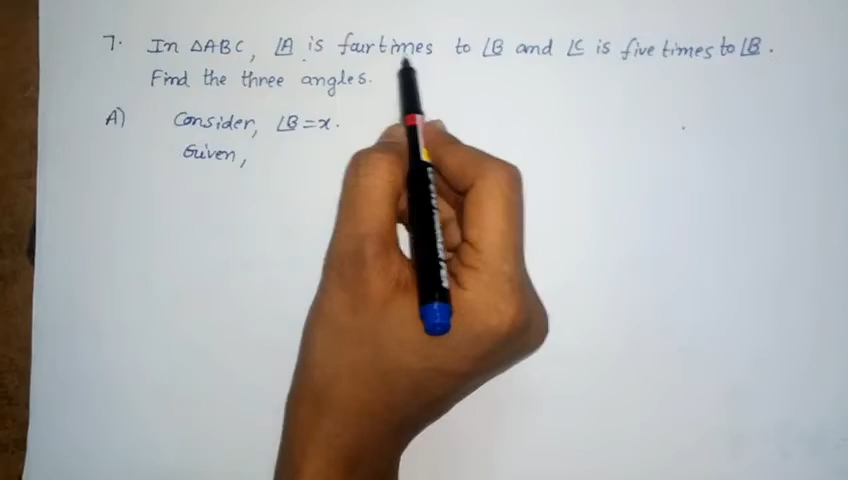 7. In ΔABC, ∠A is fourtimes to ∠B and ∠C is five times to ∠B.
Find the three angles.
A) Consider, ∠B=x.
Given,